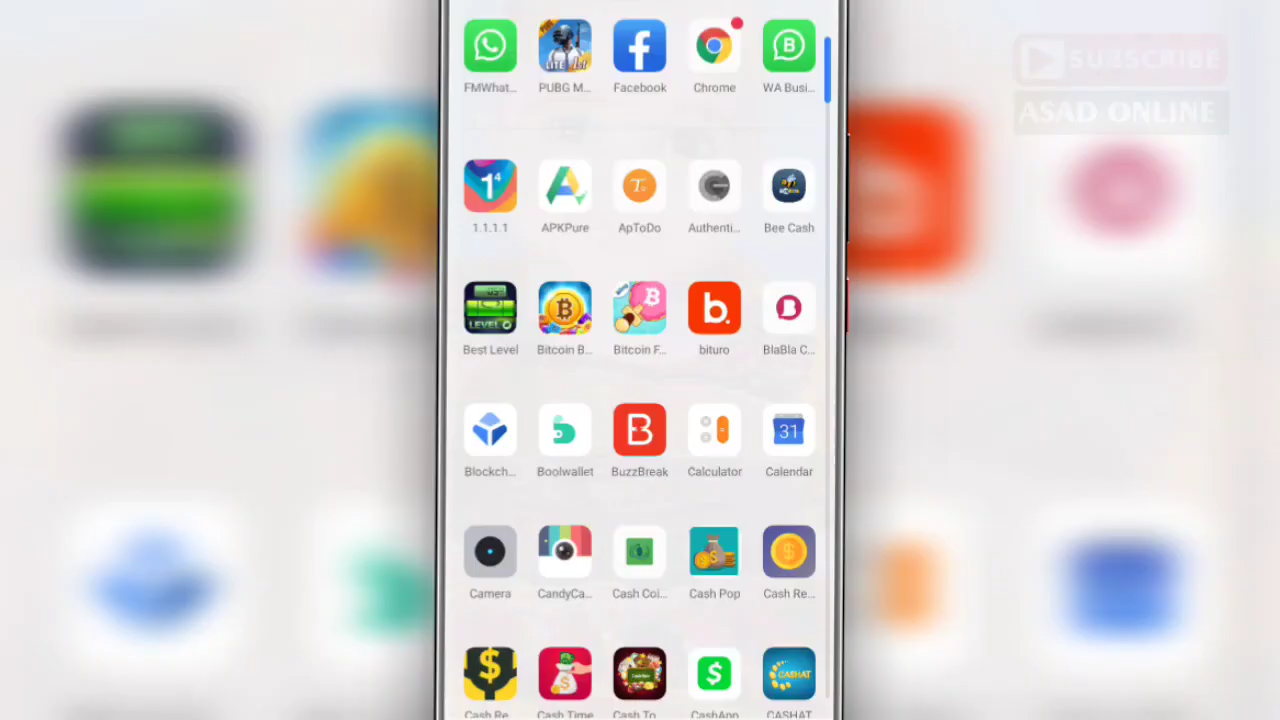 SUBSCRIBE
ASAD ONLINE
FMWhat...
PUBG M...
Facebook
Chrome
WA Busi...
1.1.1.1
APKPure
ApToDo
Authenti...
Bee Cash
Best Level
Bitcoin B...
Bitcoin F...
bituro
BlaBla C...
Blockch...
Boolwallet
BuzzBreak
Calculator
31
Calendar
Camera
CandyCa...
Cash Coi...
Cash Pop
Cash Re...
CASHAT
Cash Re...
Cash Time
Cash To...
CashApp
CASHAT